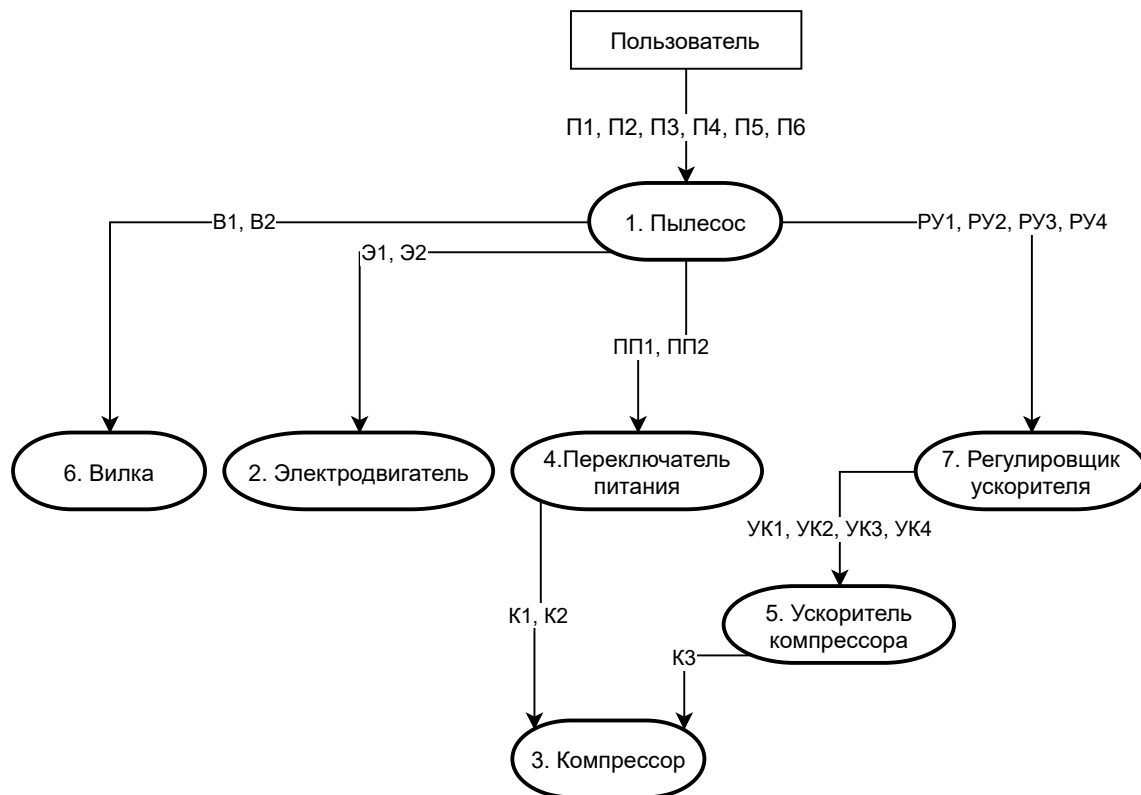 Пользователь
П1, П2, П3, П4, П5, П6
1. Пылесос
В1, В2
РУ1, РУ2, РУ3, РУ4
Э1, Э2
ПП1, ПП2
6. Вилка
2. Электродвигатель
4.Переключатель
питания
7. Регулировщик
ускорителя
УК1, УК2, УК3, УК4
К1, К2
5. Ускоритель
компрессора
К3
3. Компрессор